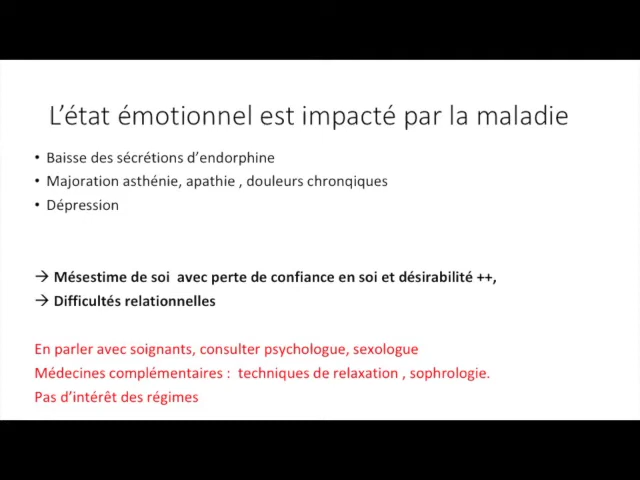 L’état émotionnel est impacté par la maladie
• Baisse des sécrétions d’endorphine
• Majoration asthénie, apathie , douleurs chronqiques
• Dépression
→ Mésestime de soi avec perte de confiance en soi et désirabilité ++,
→ Difficultés relationnelles
En parler avec soignants, consulter psychologue, sexologue
Médecines complémentaires : techniques de relaxation , sophrologie.
Pas d’intérêt des régimes